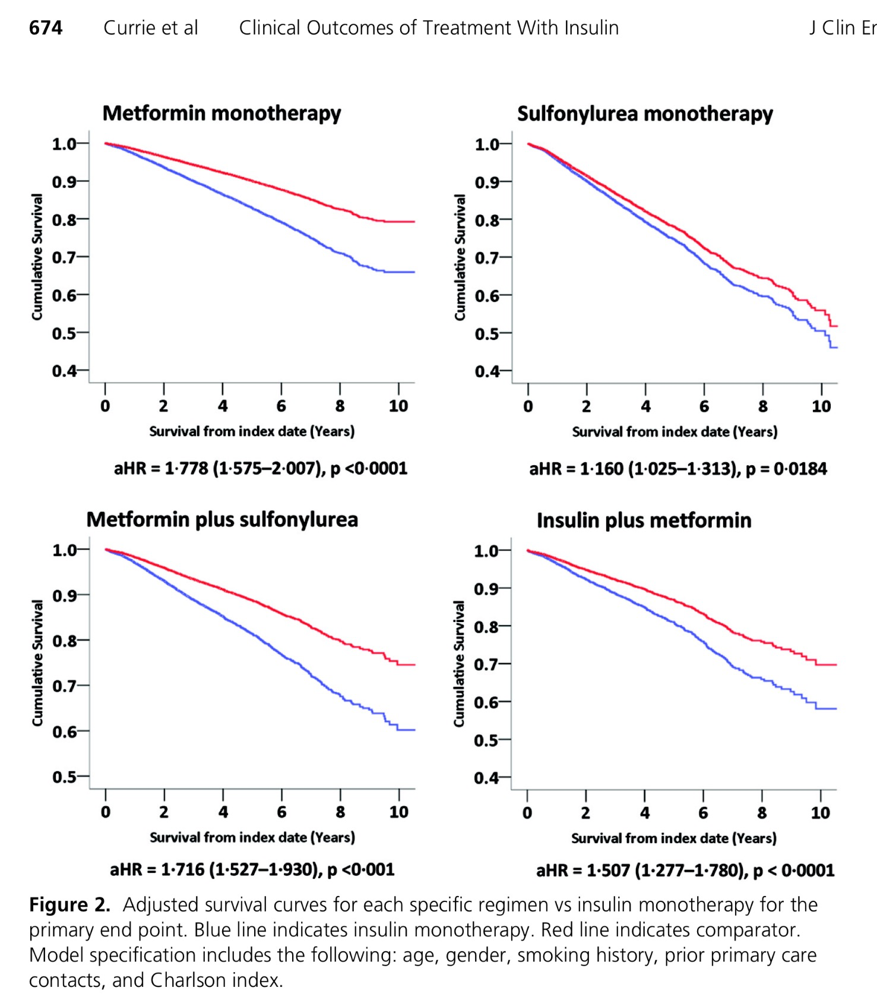 674 Currie et al Clinical Outcomes of Treatment With Insulin J Clin En
Metformin monotherapy
1.0
0.9
0.8
0.7
0.6
0.5
0.4
Cumulative Survival
0 2 4 6 8 10
Survival from index date (Years)
aHR = 1·778 (1·575–2·007), p <0·0001
Sulfonylurea monotherapy
1.0
0.9
0.8
0.7
0.6
0.5
0.4
Cumulative Survival
0 2 4 6 8 10
Survival from index date (Years)
aHR = 1·160 (1·025–1·313), p = 0·0184
Metformin plus sulfonylurea
1.0
0.9
0.8
0.7
0.6
0.5
Cumulative Survival
0 2 4 6 8 10
Survival from index date (Years)
aHR = 1·716 (1·527–1·930), p <0·001
Insulin plus metformin
1.0
0.9
0.8
0.7
0.6
0.5
0.4
Cumulative Survival
0 2 4 6 8 10
Survival from index date (Years)
aHR = 1·507 (1·277–1·780), p < 0·0001
Figure 2. Adjusted survival curves for each specific regimen vs insulin monotherapy for the
primary end point. Blue line indicates insulin monotherapy. Red line indicates comparator.
Model specification includes the following: age, gender, smoking history, prior primary care
contacts, and Charlson index.